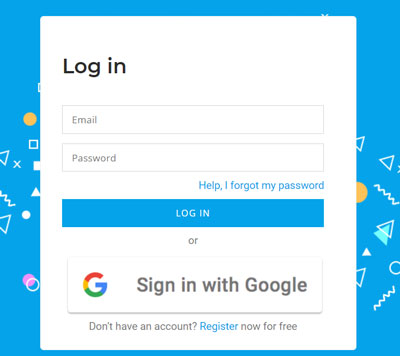 Log in
Email
Password
Help, I forgot my password
LOG IN
or
Sign in with Google
Don't have an account? Register now for free